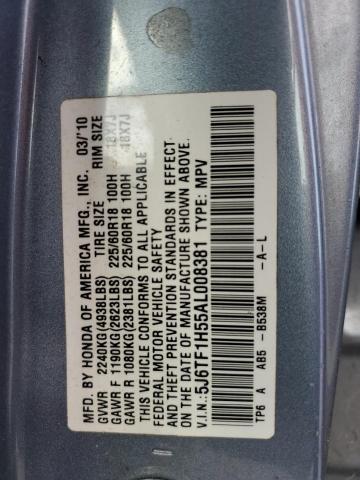 MFD. BY HONDA OF AMERICA MFG., INC. 03/'10
GVWR 2240KG(4938LBS) TIRE SIZE RIM SIZE
GAWR F 1190KG(2623LBS) 225/60R18 100H 18X7J
GAWR R 1080KG(2381LBS) 225/60R18 100H 18X7J
THIS VEHICLE CONFORMS TO ALL APPLICABLE
FEDERAL MOTOR VEHICLE SAFETY AND
THEFT PREVENTION STANDARDS IN EFFECT
ON THE DATE OF MANUFACTURE SHOWN ABOVE.
V.I.N.: 5J6TF1H55AL008381 TYPE: MPV
TP6 A AB5 -B538M -A-L